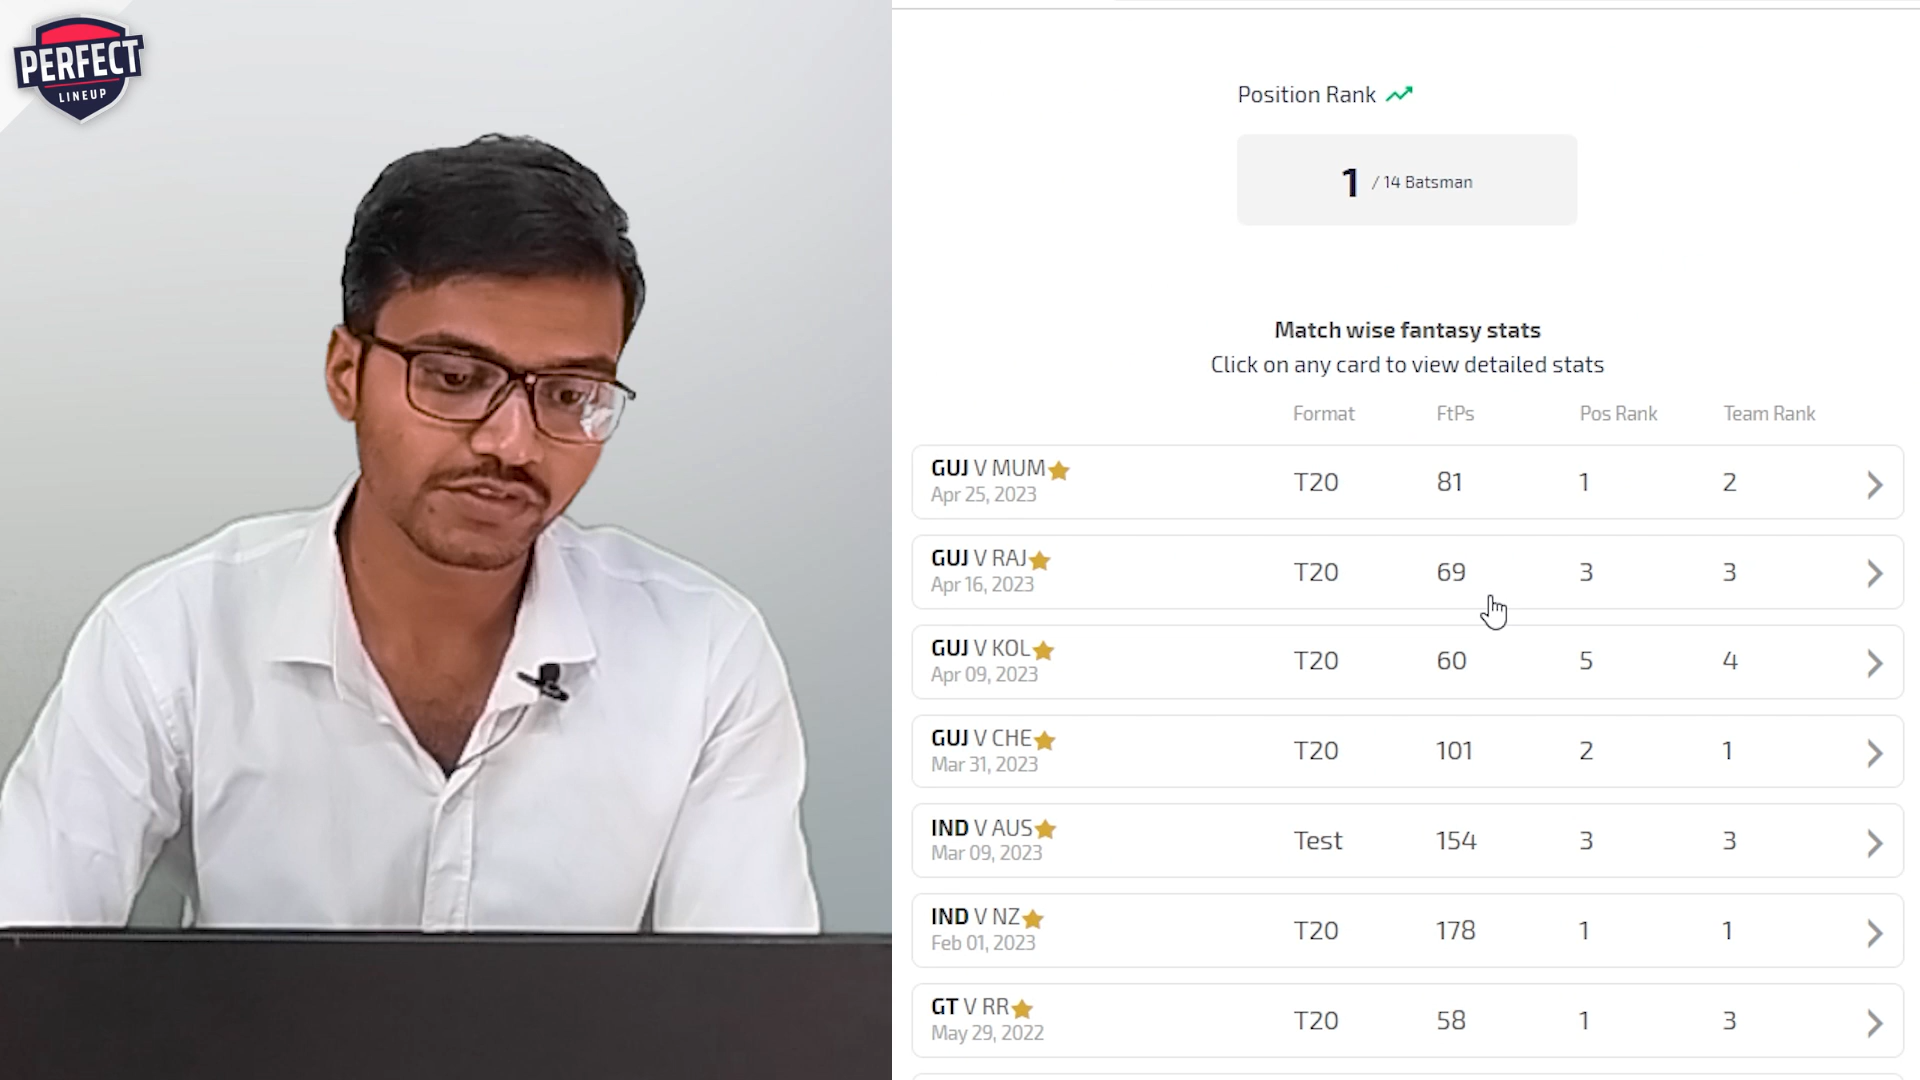 PERFECT
LINEUP
Position Rank
1 / 14 Batsman
Match wise fantasy stats
Click on any card to view detailed stats
Format FtPs Pos Rank Team Rank
GUJ V MUM
Apr 25, 2023
T20 81 1 2
GUJ V RAJ
Apr 16, 2023
T20 69 3 3
GUJ V KOL
Apr 09, 2023
T20 60 5 4
GUJ V CHE
Mar 31, 2023
T20 101 2 1
IND V AUS
Mar 09, 2023
Test 154 3 3
IND V NZ
Feb 01, 2023
T20 178 1 1
GT V RR
May 29, 2022
T20 58 1 3